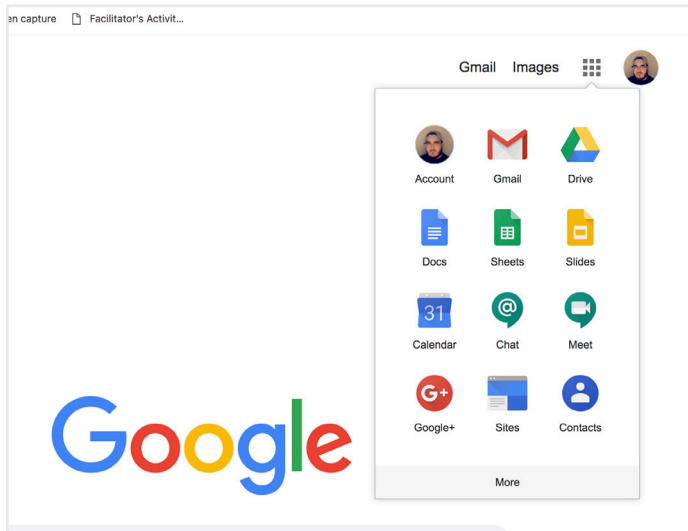 en capture Facilitator's Activit...
Gmail Images
Account Gmail Drive
Docs Sheets Slides
31
Calendar Chat Meet
G+
Google+ Sites Contacts
Google
More